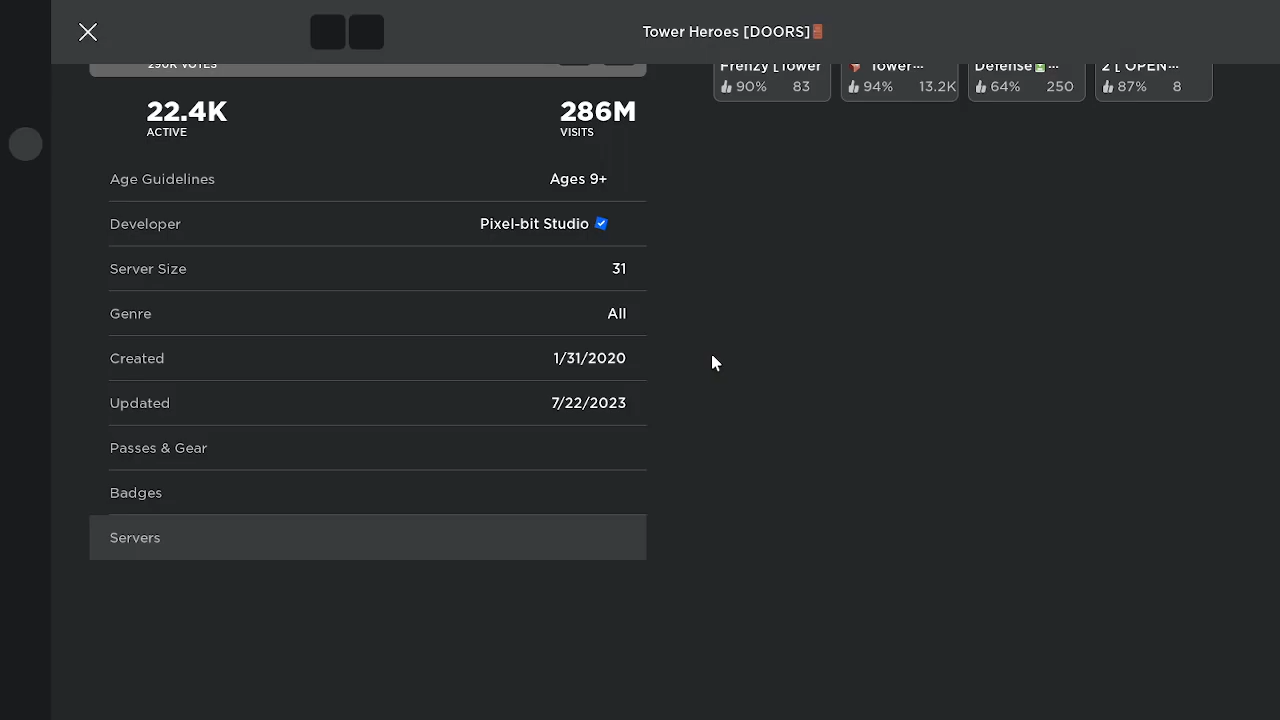 Tower Heroes [DOORS]🚪
290K VOTES
22.4K
ACTIVE
286M
VISITS
Age Guidelines
Ages 9+
Developer
Pixel-bit Studio
Server Size
31
Genre
All
Created
1/31/2020
Updated
7/22/2023
Passes & Gear
Badges
Servers
Frenzy [Tower
90% 83
Tower...
94% 13.2K
Defense...
64% 250
2 [ OPEN...
87% 8